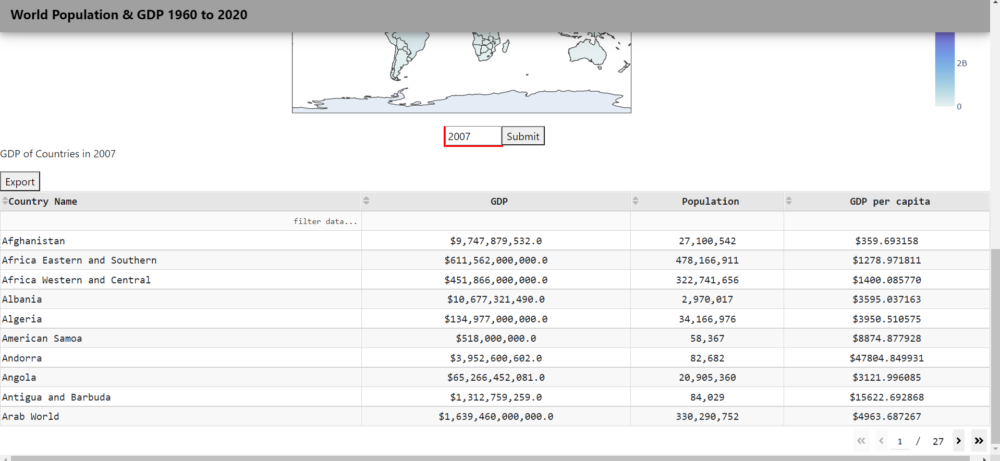 World Population & GDP 1960 to 2020
2B
0
2007 Submit
GDP of Countries in 2007
Export
Country Name GDP Population GDP per capita
filter data...
Afghanistan $9,747,879,532.0 27,100,542 $359.693158
Africa Eastern and Southern $611,562,000,000.0 478,166,911 $1278.971811
Africa Western and Central $451,866,000,000.0 322,741,656 $1400.085770
Albania $10,677,321,490.0 2,970,017 $3595.037163
Algeria $134,977,000,000.0 34,166,976 $3950.510575
American Samoa $518,000,000.0 58,367 $8874.877928
Andorra $3,952,600,602.0 82,682 $47804.849931
Angola $65,266,452,081.0 20,905,360 $3121.996085
Antigua and Barbuda $1,312,759,259.0 84,029 $15622.692868
Arab World $1,639,460,000,000.0 330,290,752 $4963.687267
1 / 27